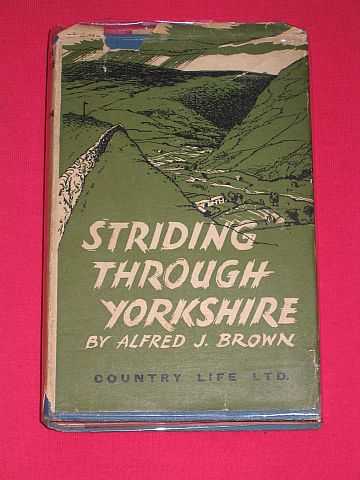 STRIDING
THROUGH
YORKSHIRE
BY ALFRED J. BROWN
COUNTRY LIFE LTD.